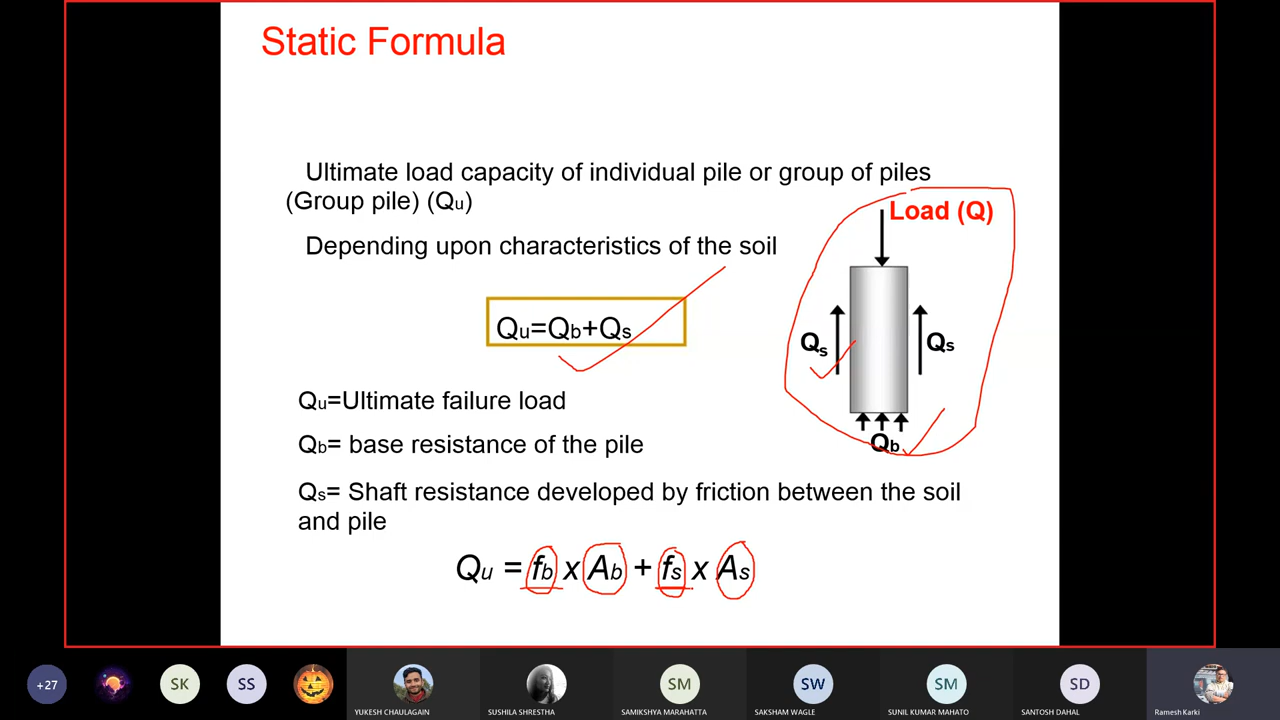 Static Formula
Ultimate load capacity of individual pile or group of piles
(Group pile) (Qu)
Load (Q)
Depending upon characteristics of the soil
Qu=Qb+Qs
Qs
Qs
Qu=Ultimate failure load
Qb= base resistance of the pile
Qb
Qs= Shaft resistance developed by friction between the soil
and pile
Qu = fb x Ab + fs x As
+27
SK
SS
SM
SW
SM
SD
YUKESH CHAULAGAIN
SUSHILA SHRESTHA
SAMIKSHYA MARAHATTA
SAKSHAM WAGLE
SUNIL KUMAR MAHATO
SANTOSH DAHAL
Ramesh Karki